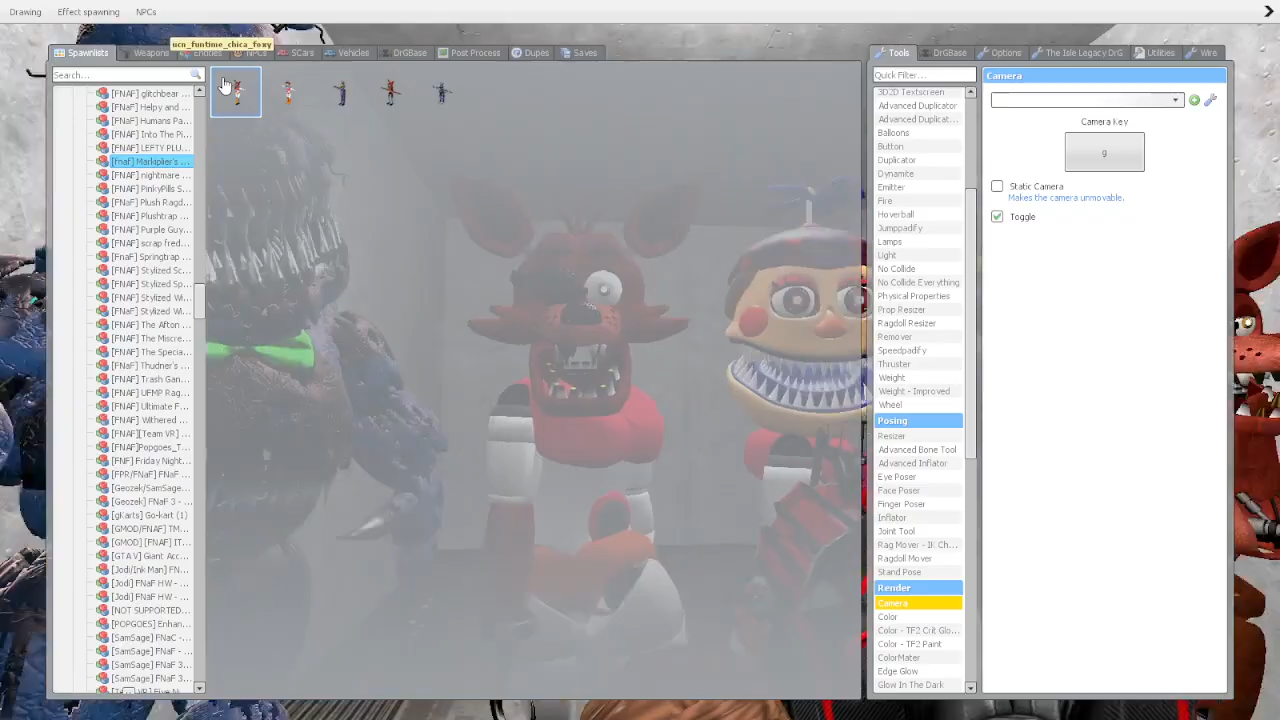 Drawing Effect spawning NPCs
ucn_funtime_chica_foxy
Spawnlists Weapons Entities NPCs SCars Vehicles DrGBase Post Process Dupes Saves
Tools DrGBase Options The Isle Legacy DrG Utilities Wire
Search...
[FNAF] glitchbear
[FNaF] Helpy and
[FNAF] Humans Pa
[FNAF] Into The Pi
[FNAF] LEFTY PLU...
[fnaf] Markiplier's ...
[FNAF] nightmare
[FNAF] PinkyPills S...
[FNAF] Plush Ragd...
[FNAF] Plushtrap
[FNAF] Purple Guy...
[FNAF] scrap fred...
[FnaF] Springtrap
[FNAF] Stylized Sc...
[FNAF] Stylized Sp...
[FNAF] Stylized Wi...
[FNAF] Stylized Wi...
[FNAF] The Afton
[FNAF] The Miscre...
[FNAF] The Specia...
[FNaF] Thudner's ...
[FNAF] Trash Gan...
[FNAF] UFMP Rag...
[FNAF] Ultimate F...
[FNAF] Withered
[FNAF][Team VR] ...
[FNAF]Popgoes_T...
[FNF] Friday Night...
[FPR/FNaF] FNaF ...
[Geozek/SamSage...
[Geozek] FNaF 3 - ...
[gKarts] Go-kart (1)
[GMOD/FNAF] TM...
[GMOD] [FNAF] IT...
[GTA V] Giant Acc...
[Jodi/Ink Man] FN...
[Jodi] FNaF HW - ...
[Jodi] FNaF HW - ...
[NOT SUPPORTED...
[POPGOES] Enhan...
[SamSage] FNaC -...
[SamSage] FNaF - ...
[SamSage] FNaF 3...
[SamSage] FNaF 3...
Quick Filter...
3D2D Textscreen
Advanced Duplicator
Advanced Duplicat...
Balloons
Button
Duplicator
Dynamite
Emitter
Fire
Hoverball
Jumppadify
Lamps
Light
No Collide
No Collide Everything
Physical Properties
Prop Resizer
Ragdoll Resizer
Remover
Speedpadify
Thruster
Weight
Weight - Improved
Wheel
Posing
Resizer
Advanced Bone Tool
Advanced Inflator
Eye Poser
Face Poser
Finger Poser
Inflator
Joint Tool
Rag Mover - IK Ch...
Ragdoll Mover
Stand Pose
Render
Camera
Color
Color - TF2 Crit Glo...
Color - TF2 Paint
ColorMater
Edge Glow
Glow In The Dark
Camera
Camera Key
g
Static Camera
Makes the camera unmovable.
Toggle